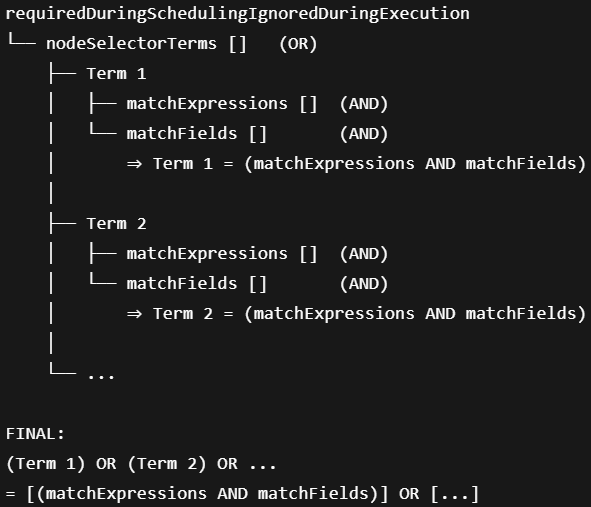 requiredDuringSchedulingIgnoredDuringExecution
└── nodeSelectorTerms []   (OR)
    ├── Term 1
    │   ├── matchExpressions []  (AND)
    │   └── matchFields []       (AND)
    │       ⇒ Term 1 = (matchExpressions AND matchFields)
    │
    ├── Term 2
    │   ├── matchExpressions []  (AND)
    │   └── matchFields []       (AND)
    │       ⇒ Term 2 = (matchExpressions AND matchFields)
    │
    └── ...

FINAL:
(Term 1) OR (Term 2) OR ...
= [(matchExpressions AND matchFields)] OR [...]